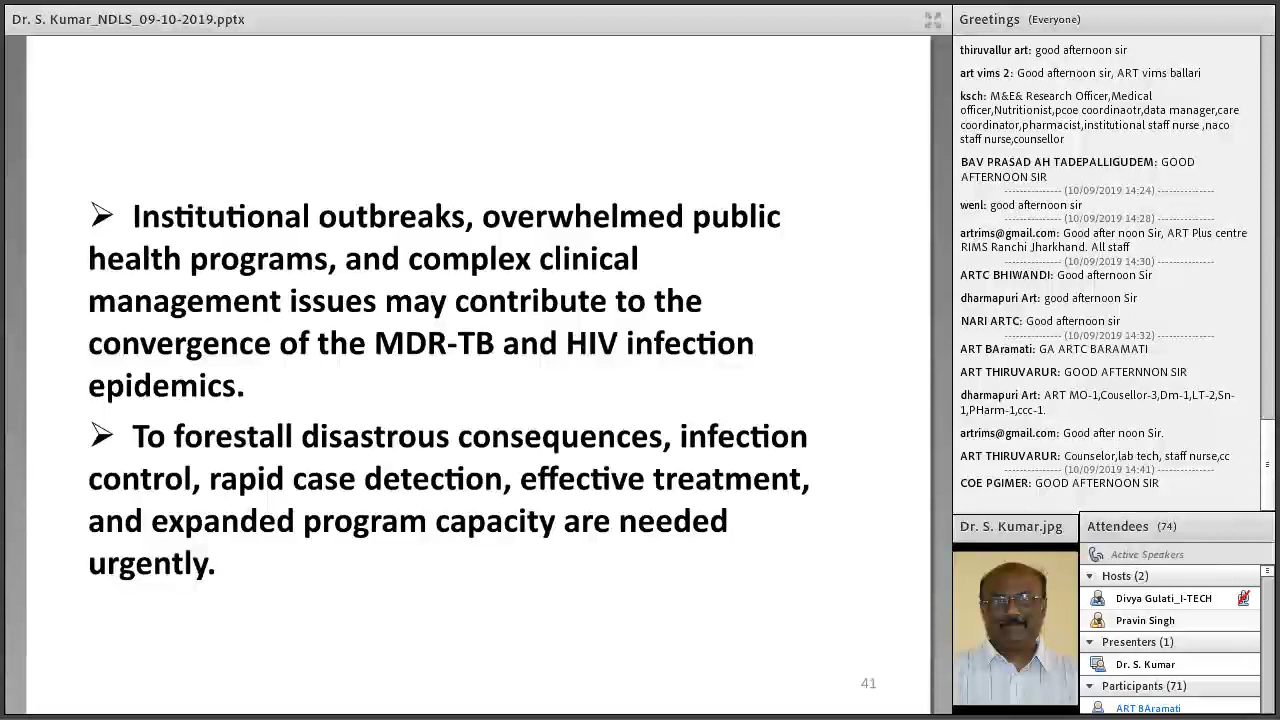 Dr. S. Kumar_NDLS_09-10-2019.pptx
➢ Institutional outbreaks, overwhelmed public
health programs, and complex clinical
management issues may contribute to the
convergence of the MDR-TB and HIV infection
epidemics.
➢ To forestall disastrous consequences, infection
control, rapid case detection, effective treatment,
and expanded program capacity are needed
urgently.
41
Greetings (Everyone)
thiruvallur art: good afternoon sir
art vims 2: Good afternoon sir, ART vims ballari
ksch: M&E& Research Officer,Medical
officer,Nutritionist,pcoe coordinaotr,data manager,care
coordinator,pharmacist,institutional staff nurse ,naco
staff nurse,counsellor
BAV PRASAD AH TADEPALLIGUDEM: GOOD
AFTERNOON SIR
--------------- (10/09/2019 14:24) ---------------
wenl: good afternoon sir
--------------- (10/09/2019 14:28) ---------------
artrims@gmail.com: Good after noon Sir, ART Plus centre
RIMS Ranchi Jharkhand. All staff
--------------- (10/09/2019 14:30) ---------------
ARTC BHIWANDI: Good afternoon Sir
dharmapuri Art: good afternoon Sir
NARI ARTC: Good afternoon sir
--------------- (10/09/2019 14:32) ---------------
ART BAramati: GA ARTC BARAMATI
ART THIRUVARUR: GOOD AFTERNNON SIR
dharmapuri Art: ART MO-1,Cousellor-3,Dm-1,LT-2,Sn-
1,PHarm-1,ccc-1.
artrims@gmail.com: Good after noon Sir.
ART THIRUVARUR: Counselor,lab tech, staff nurse,cc
--------------- (10/09/2019 14:41) ---------------
COE PGIMER: GOOD AFTERNOON SIR
Dr. S. Kumar.jpg
Attendees (74)
Active Speakers
Hosts (2)
Divya Gulati_I-TECH
Pravin Singh
Presenters (1)
Dr. S. Kumar
Participants (71)
ART BAramati